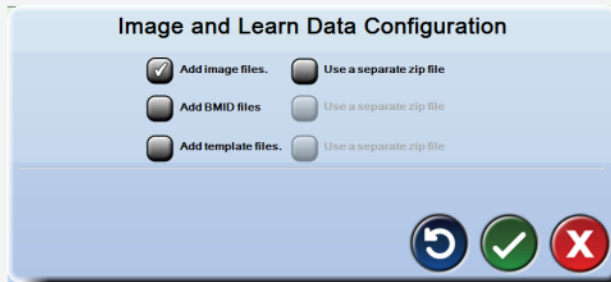 Image and Learn Data Configuration
Add image files. Use a separate zip file
Add BMID files Use a separate zip file
Add template files. Use a separate zip file